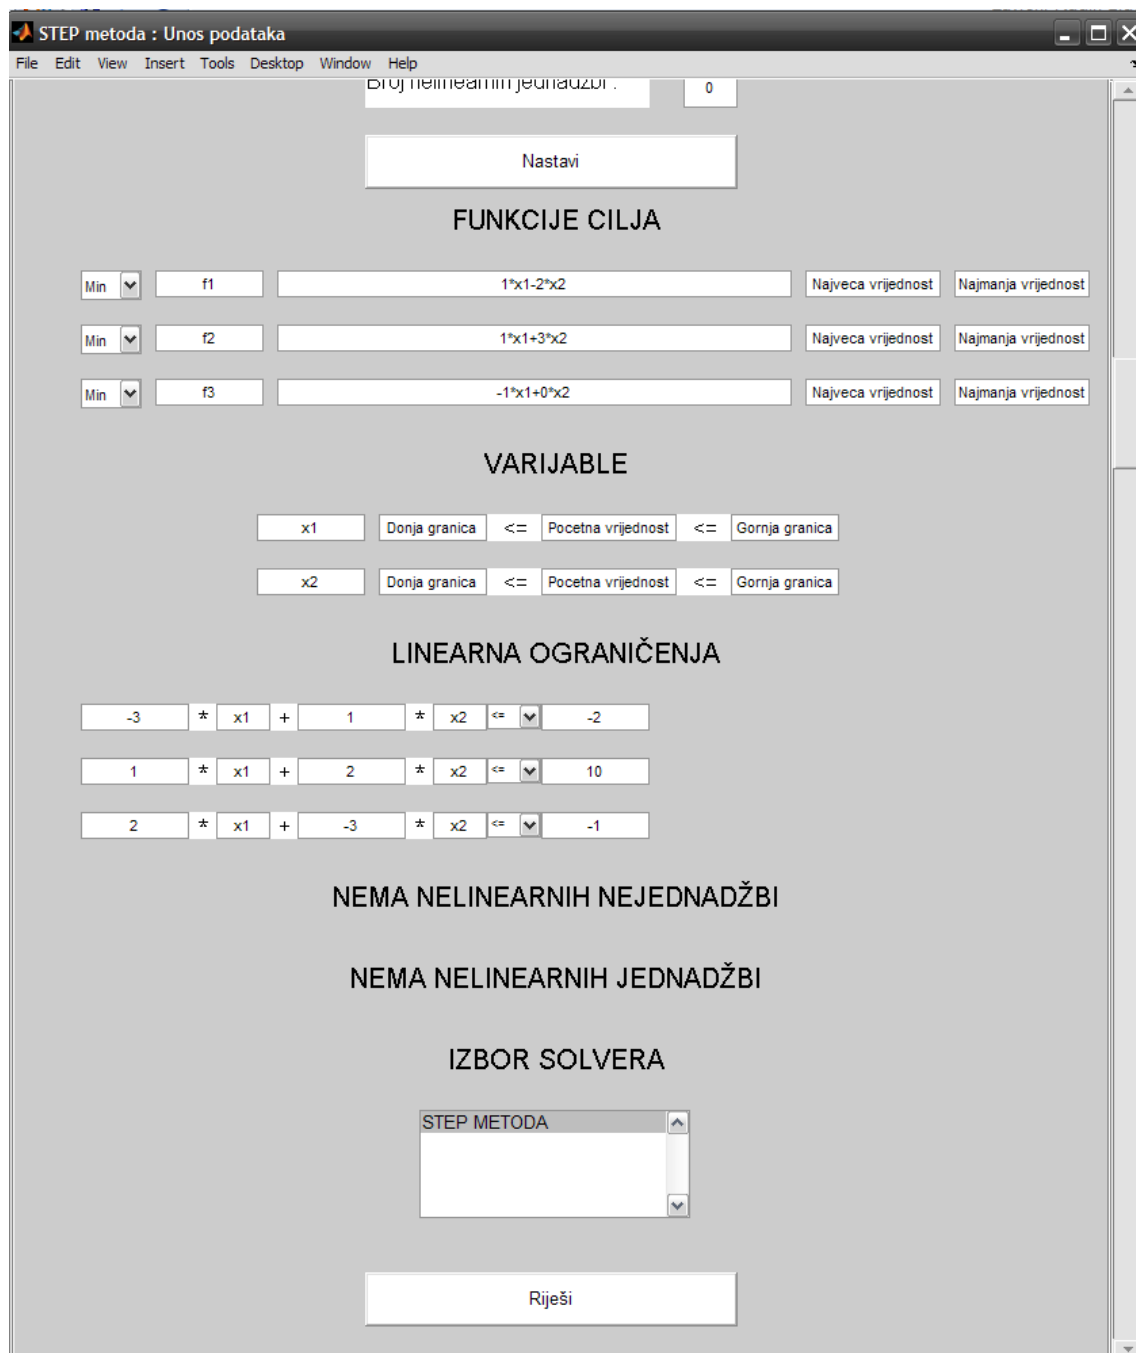 STEP metoda : Unos podataka
File Edit View Insert Tools Desktop Window Help
Broj nelinearnih jednadžbi : 0
Nastavi
FUNKCIJE CILJA
Min f1 1*x1-2*x2 Najveca vrijednost Najmanja vrijednost
Min f2 1*x1+3*x2 Najveca vrijednost Najmanja vrijednost
Min f3 -1*x1+0*x2 Najveca vrijednost Najmanja vrijednost
VARIJABLE
x1 Donja granica <= Pocetna vrijednost <= Gornja granica
x2 Donja granica <= Pocetna vrijednost <= Gornja granica
LINEARNA OGRANIČENJA
-3 * x1 + 1 * x2 <= -2
1 * x1 + 2 * x2 <= 10
2 * x1 + -3 * x2 <= -1
NEMA NELINEARNIH NEJEDNADŽBI
NEMA NELINEARNIH JEDNADŽBI
IZBOR SOLVERA
STEP METODA
Riješi